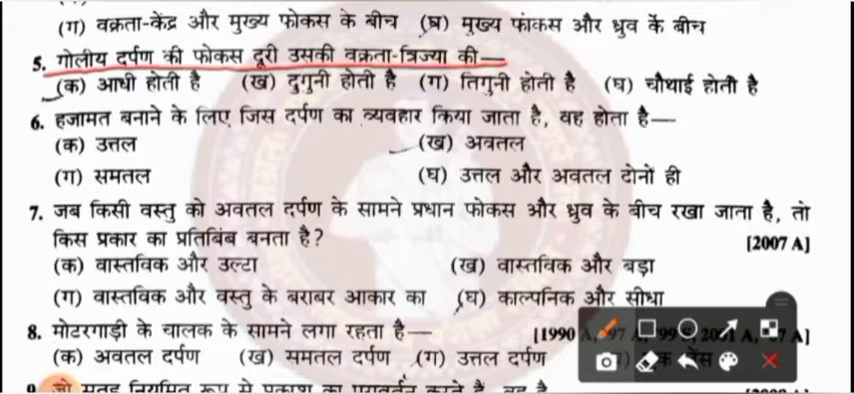 (ग) वक्रता-केंद्र और मुख्य फोकस के बीच (घ) मुख्य फोकस और ध्रुव के बीच
5. गोलीय दर्पण की फोकस दूरी उसकी वक्रता-त्रिज्या की—
(क) आधी होती है (ख) दुगुनी होती है (ग) तिगुनी होती है (घ) चौथाई होती है
6. हजामत बनाने के लिए जिस दर्पण का व्यवहार किया जाता है, वह होता है—
(क) उत्तल (ख) अवतल
(ग) समतल (घ) उत्तल और अवतल दोनों ही
7. जब किसी वस्तु को अवतल दर्पण के सामने प्रधान फोकस और ध्रुव के बीच रखा जाता है, तो
किस प्रकार का प्रतिबिंब बनता है? [2007 A]
(क) वास्तविक और उल्टा (ख) वास्तविक और बड़ा
(ग) वास्तविक और वस्तु के बराबर आकार का (घ) काल्पनिक और सीधा
8. मोटरगाड़ी के चालक के सामने लगा रहता है— [1990 A
(क) अवतल दर्पण (ख) समतल दर्पण (ग) उत्तल दर्पण